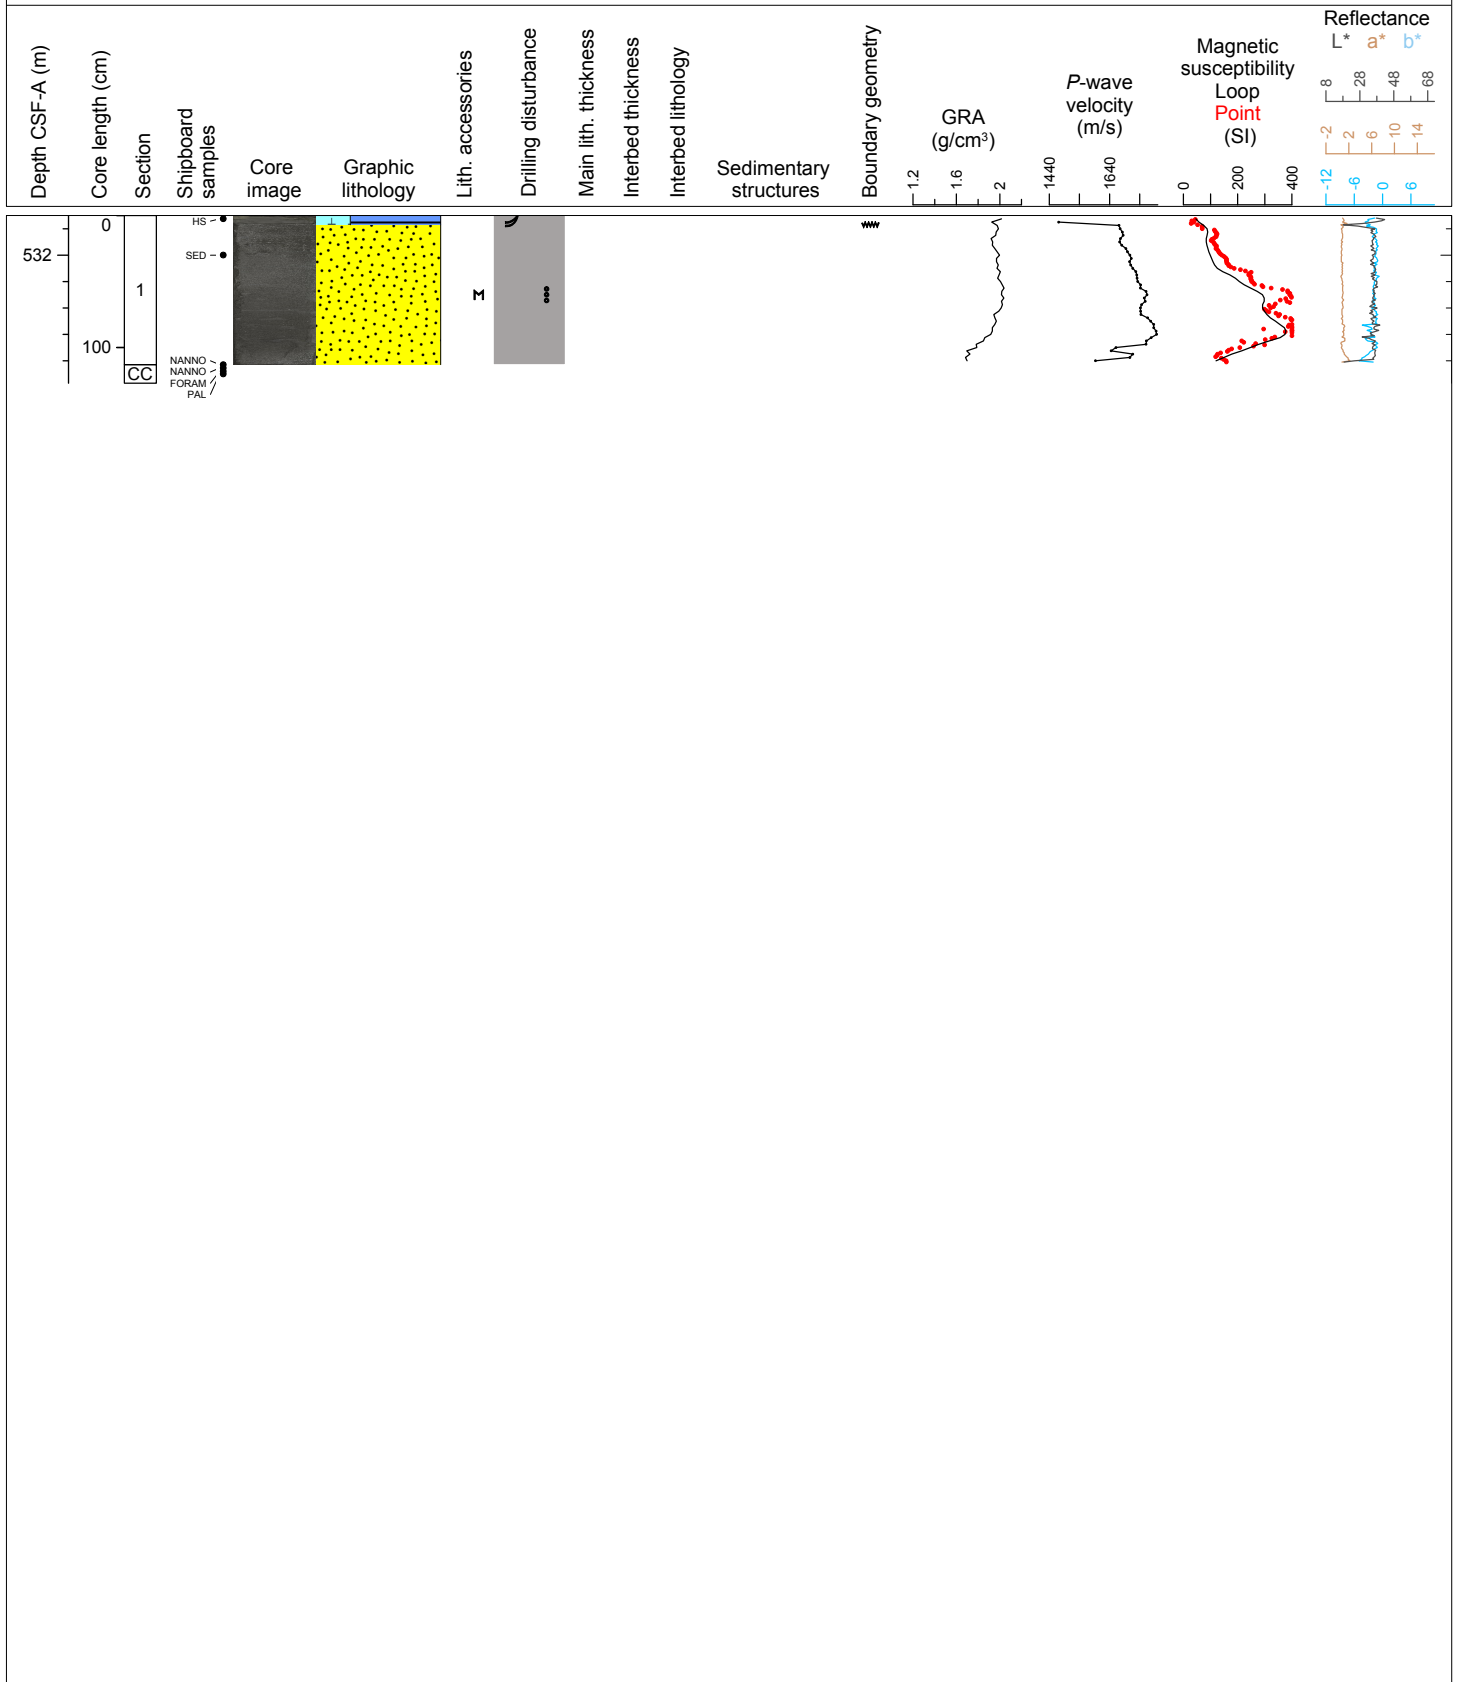 Depth CSF-A (m)
Core length (cm)
Section
Shipboard
samples
Core
image
Graphic
lithology
Lith. accessories
Drilling disturbance
Main lith. thickness
Interbed thickness
Interbed lithology
Sedimentary
structures
Boundary geometry
GRA
(g/cm³)
1.2
1.6
2
P-wave
velocity
(m/s)
1440
1640
Magnetic
susceptibility
Loop
Point
(SI)
0
200
400
Reflectance
L* a* b*
8
28
48
68
-2
2
6
10
14
-12
-6
0
6
0
532
100
1
CC
HS
SED
NANNO
NANNO
FORAM
PAL
M